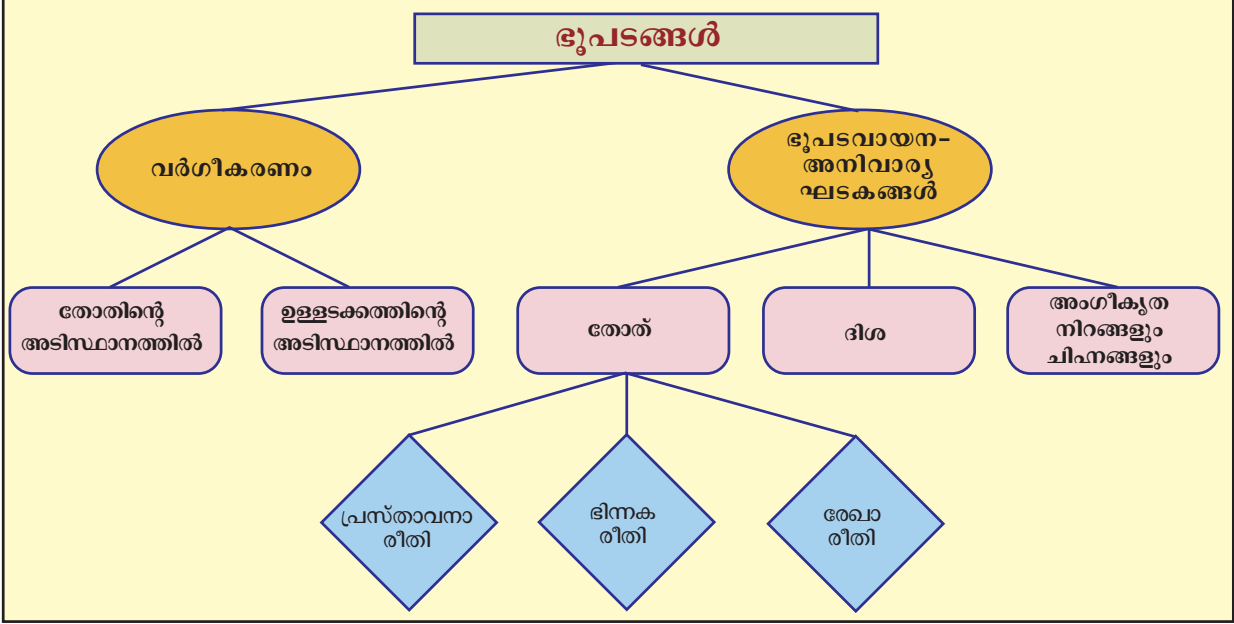 ഭൂപടങ്ങൾ
വർഗീകരണം
ഭൂപടവായന-
അനിവാര്യ
ഘടകങ്ങൾ
തോതിന്റെ
അടിസ്ഥാനത്തിൽ
ഉള്ളടക്കത്തിന്റെ
അടിസ്ഥാനത്തിൽ
തോത്
ദിശ
അംഗീകൃത
നിറങ്ങളും
ചിഹ്നങ്ങളും
പ്രസ്താവനാ
രീതി
ഭിന്നക
രീതി
രേഖാ
രീതി